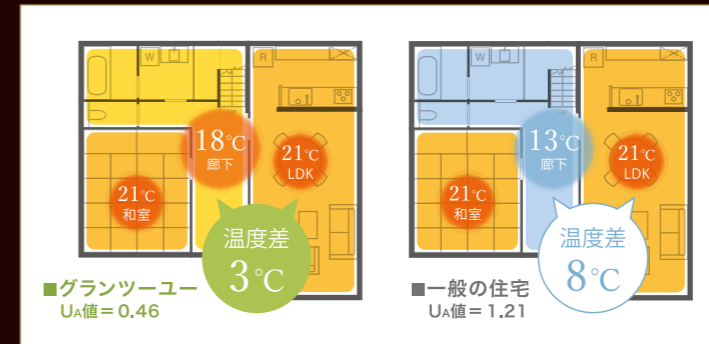 W
R
18℃
廊下
21℃
LDK
21℃
和室
温度差
3℃
■グランツーユー
UA値＝0.46
W
R
13℃
廊下
21℃
LDK
21℃
和室
温度差
8℃
■一般の住宅
UA値＝1.21